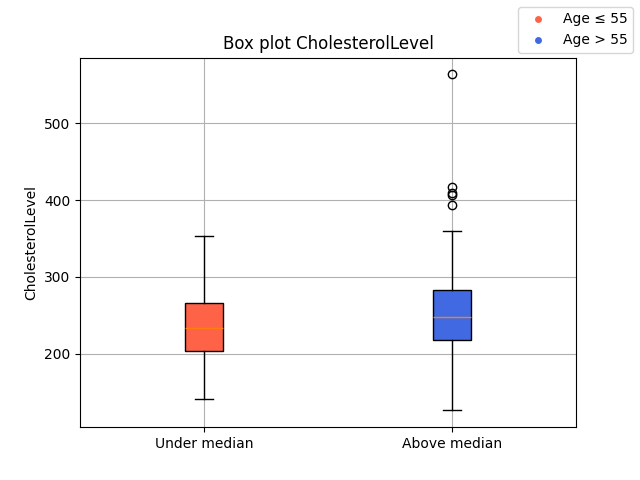 Age ≤ 55
Age > 55
Box plot CholesterolLevel
500
400
300
200
CholesterolLevel
Under median
Above median